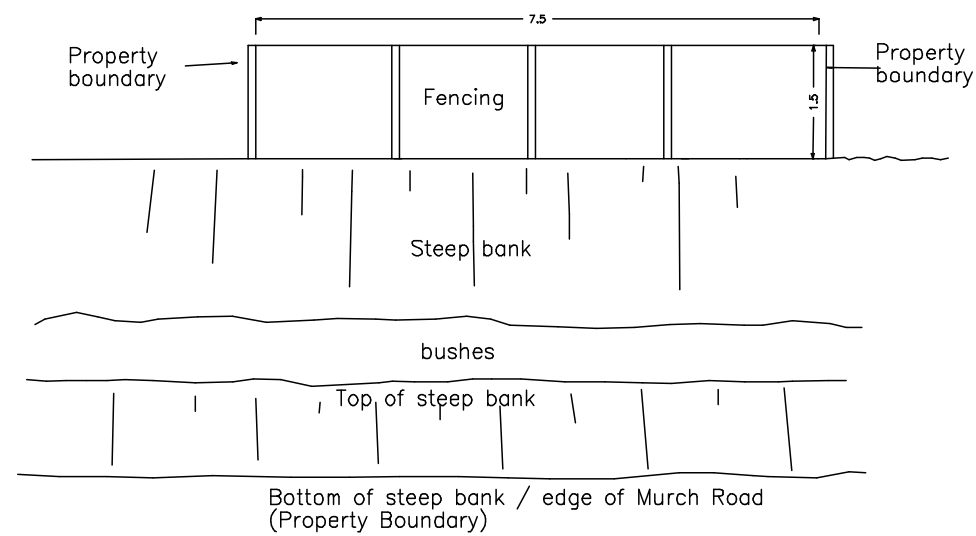 7.5
Property
boundary
Property
boundary
Fencing
1.5
Steep bank
bushes
Top of steep bank
Bottom of steep bank / edge of Murch Road
(Property Boundary)